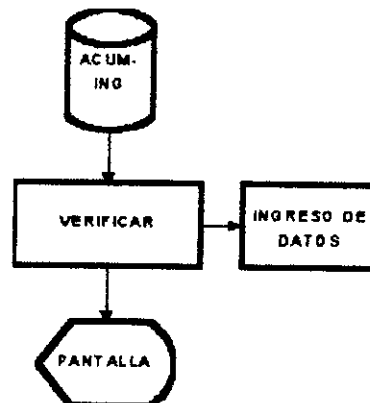 ACUM-
ING
VERIFICAR
INGRESO DE
DATOS
PANTALLA